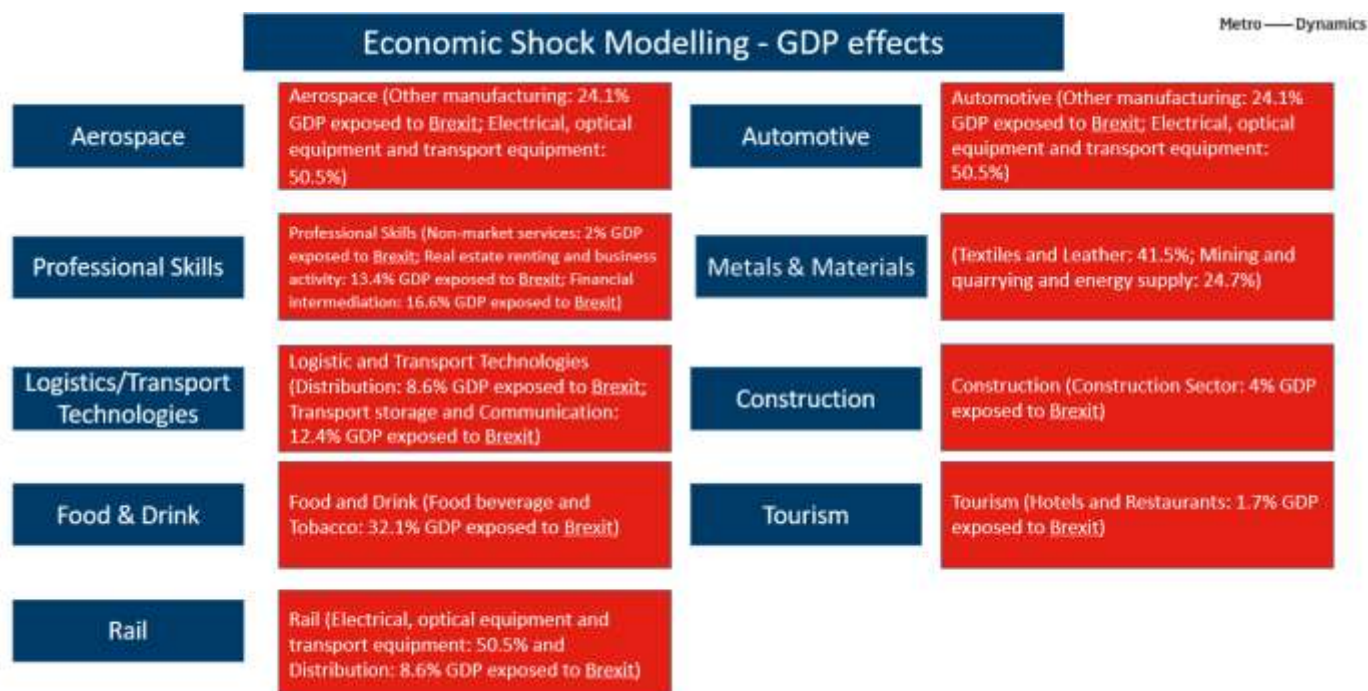 Metro — Dynamics
Economic Shock Modelling - GDP effects
Aerospace
Aerospace (Other manufacturing: 24.1%
GDP exposed to Brexit; Electrical, optical
equipment and transport equipment:
50.5%)
Automotive
Automotive (Other manufacturing: 24.1%
GDP exposed to Brexit; Electrical, optical
equipment and transport equipment:
50.5%)
Professional Skills
Professional Skills (Non-market services: 2% GDP
exposed to Brexit; Real estate renting and business
activity: 13.4% GDP exposed to Brexit; Financial
intermediation: 16.6% GDP exposed to Brexit)
Metals & Materials
(Textiles and Leather: 41.5%; Mining and
quarrying and energy supply: 24.7%)
Logistics/Transport
Technologies
Logistic and Transport Technologies
(Distribution: 8.6% GDP exposed to Brexit;
Transport storage and Communication:
12.4% GDP exposed to Brexit)
Construction
Construction (Construction Sector: 4% GDP
exposed to Brexit)
Food & Drink
Food and Drink (Food beverage and
Tobacco: 32.1% GDP exposed to Brexit)
Tourism
Tourism (Hotels and Restaurants: 1.7% GDP
exposed to Brexit)
Rail
Rail (Electrical, optical equipment and
transport equipment: 50.5% and
Distribution: 8.6% GDP exposed to Brexit)